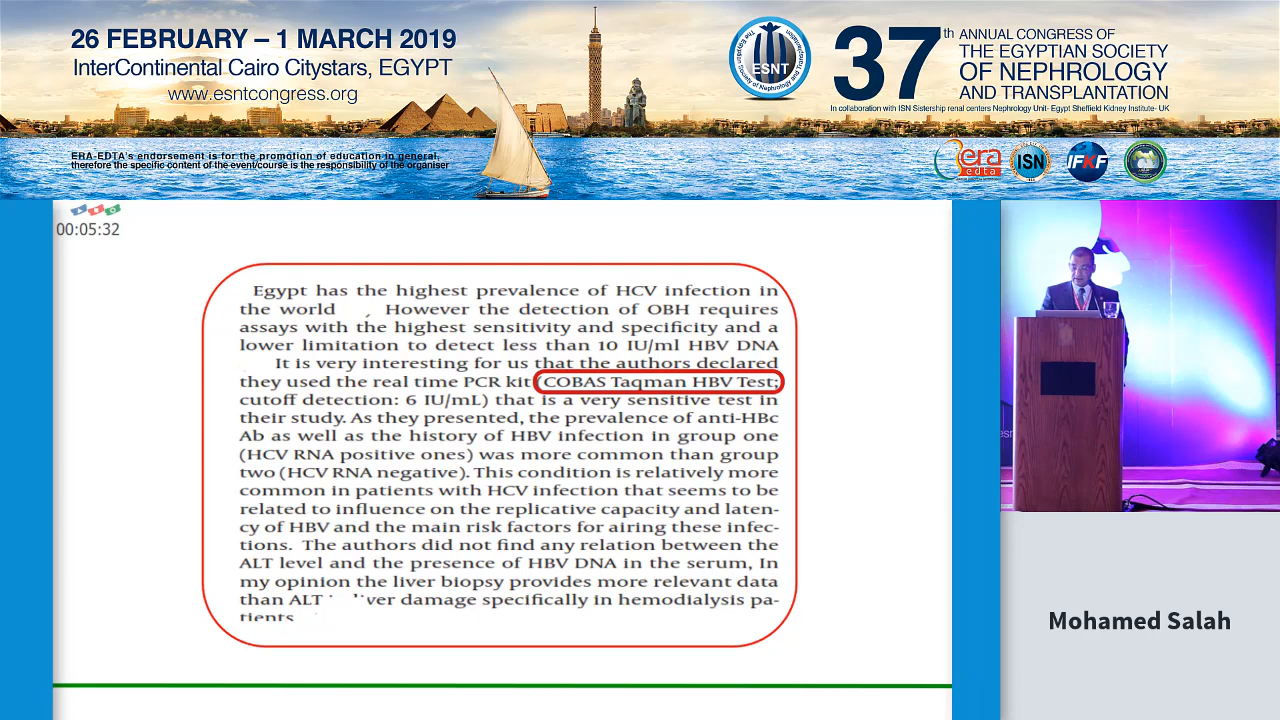 26 FEBRUARY – 1 MARCH 2019
InterContinental Cairo Citystars, EGYPT
www.esntcongress.org
ERA-EDTA's endorsement is for the promotion of education in general,
therefore the specific content of the event/course is the responsibility of the organiser
ESNT
37th ANNUAL CONGRESS OF
THE EGYPTIAN SOCIETY
OF NEPHROLOGY
AND TRANSPLANTATION
In collaboration with ISN Sistership renal centers Nephrology Unit- Egypt Sheffield Kidney Institute- UK
era
edta
ISN
IFKF
00:05:32
Egypt has the highest prevalence of HCV infection in
the world , However the detection of OBH requires
assays with the highest sensitivity and specificity and a
lower limitation to detect less than 10 IU/ml HBV DNA
It is very interesting for us that the authors declared
they used the real time PCR kit (COBAS Taqman HBV Test;
cutoff detection: 6 IU/mL) that is a very sensitive test in
their study. As they presented, the prevalence of anti-HBc
Ab as well as the history of HBV infection in group one
(HCV RNA positive ones) was more common than group
two (HCV RNA negative). This condition is relatively more
common in patients with HCV infection that seems to be
related to influence on the replicative capacity and laten-
cy of HBV and the main risk factors for airing these infec-
tions. The authors did not find any relation between the
ALT level and the presence of HBV DNA in the serum, In
my opinion the liver biopsy provides more relevant data
than ALT liver damage specifically in hemodialysis pa-
tients
Mohamed Salah